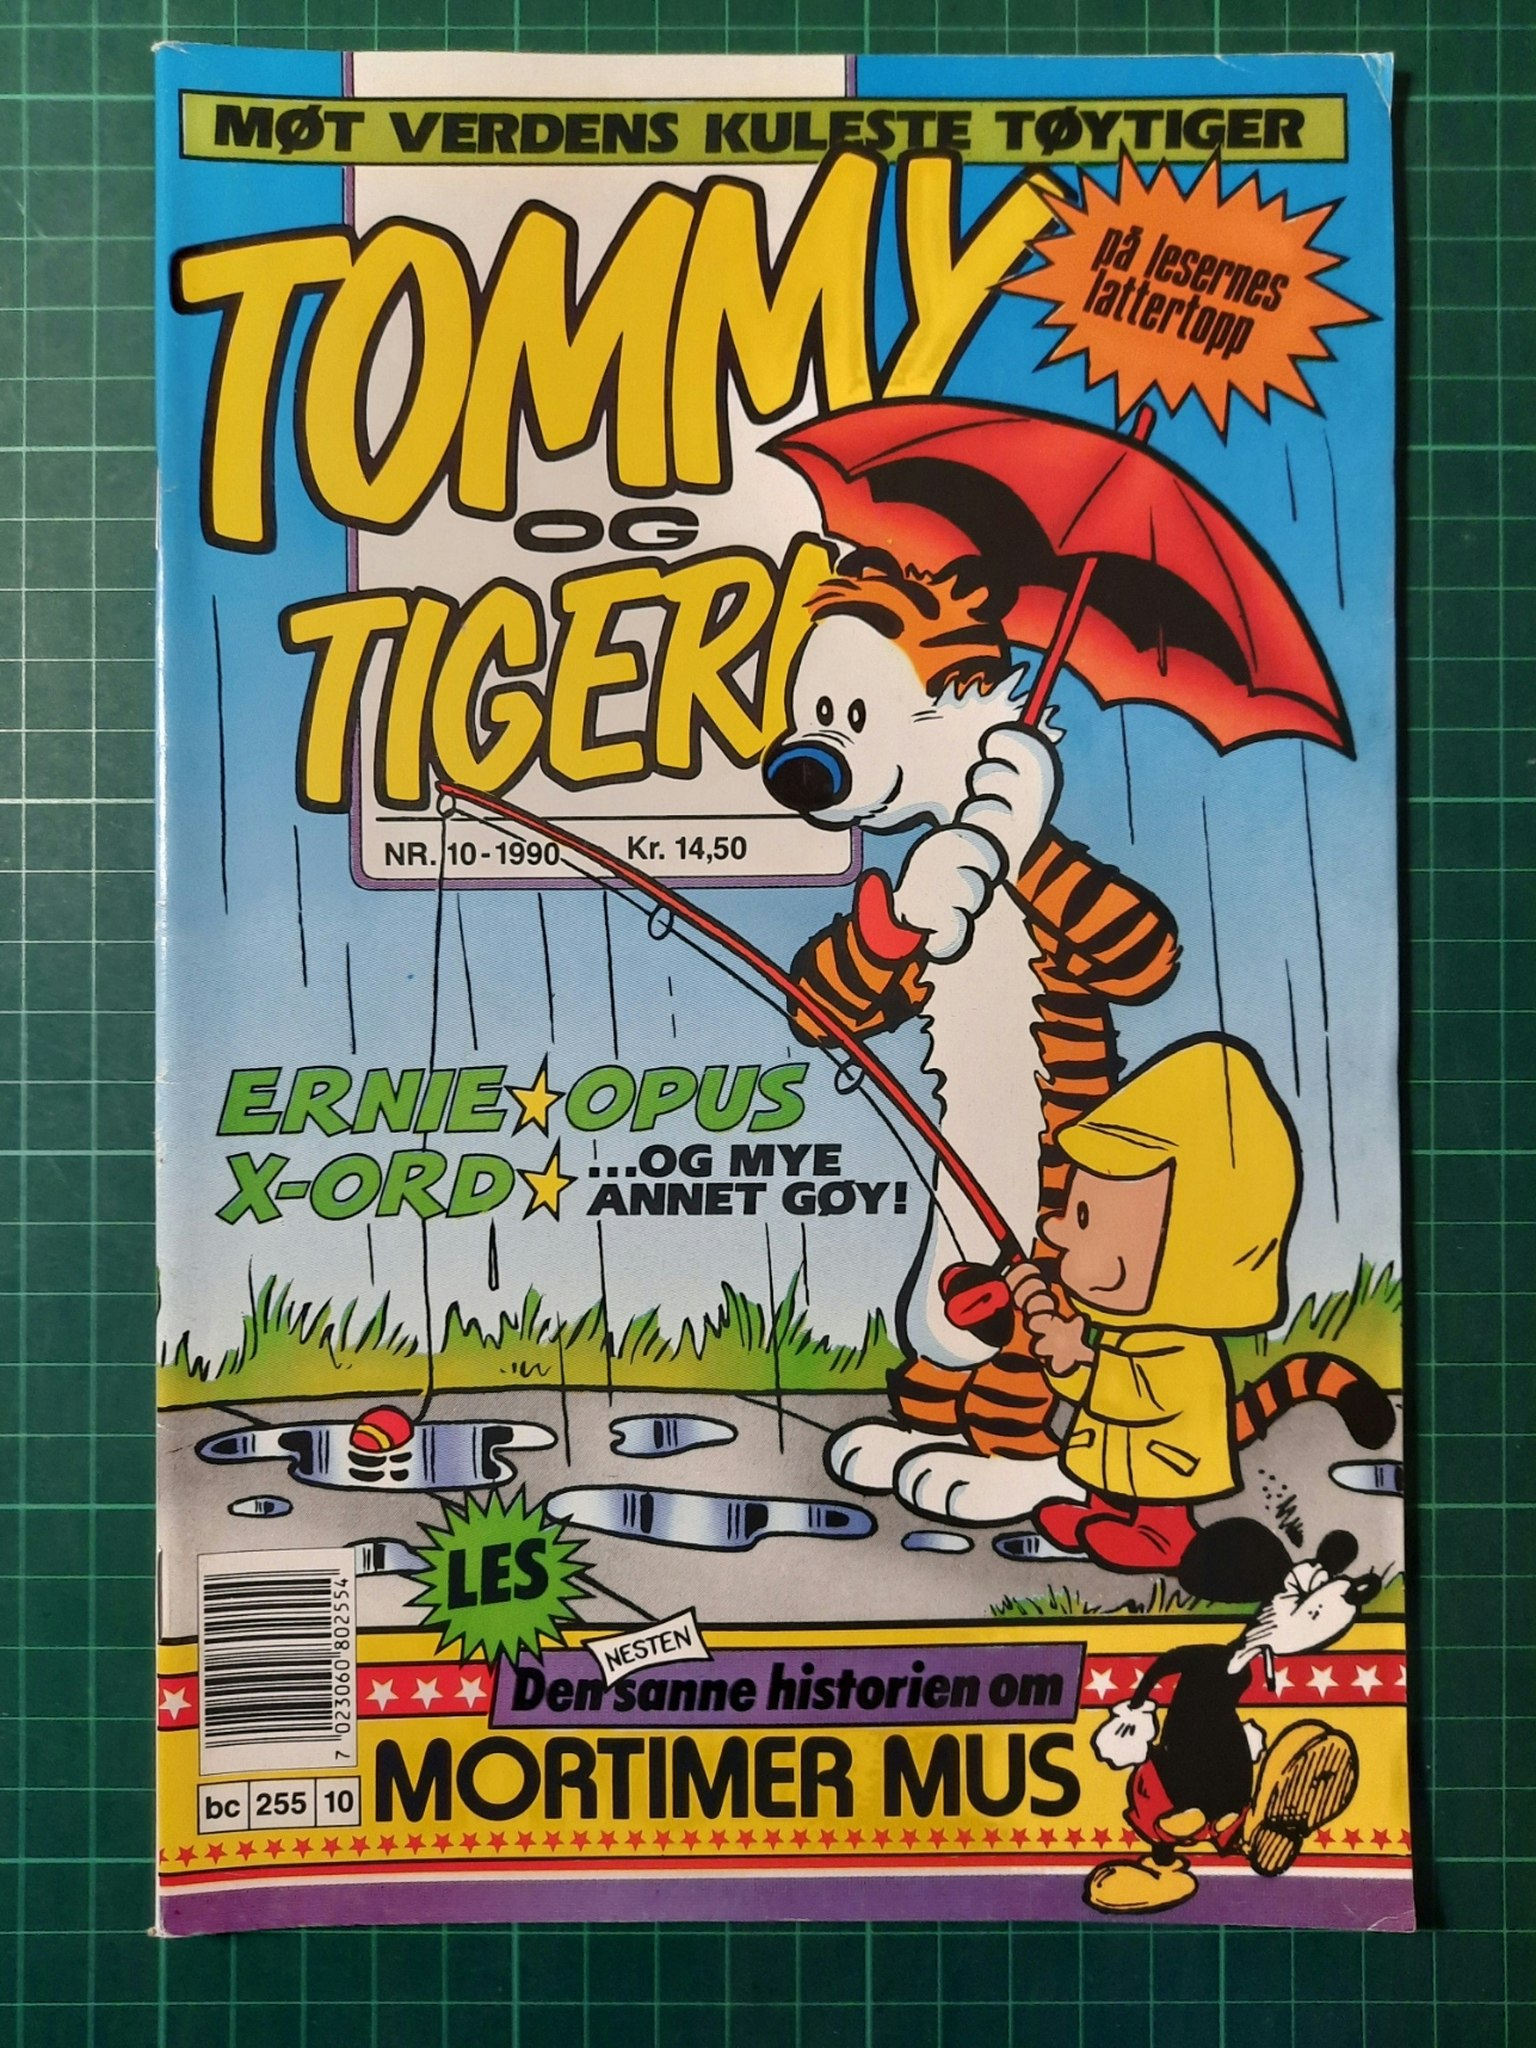 MØT VERDENS KULESTE TØYTIGER
TOMMY
på lesernes
lattertopp
OG
TIGERN
NR. 10-1990 Kr. 14,50
ERNIE OPUS
X-ORD ...OG MYE
ANNET GØY!
LES
NESTEN
Den sanne historien om
MORTIMER MUS
7 023060 802554
bc 255 10